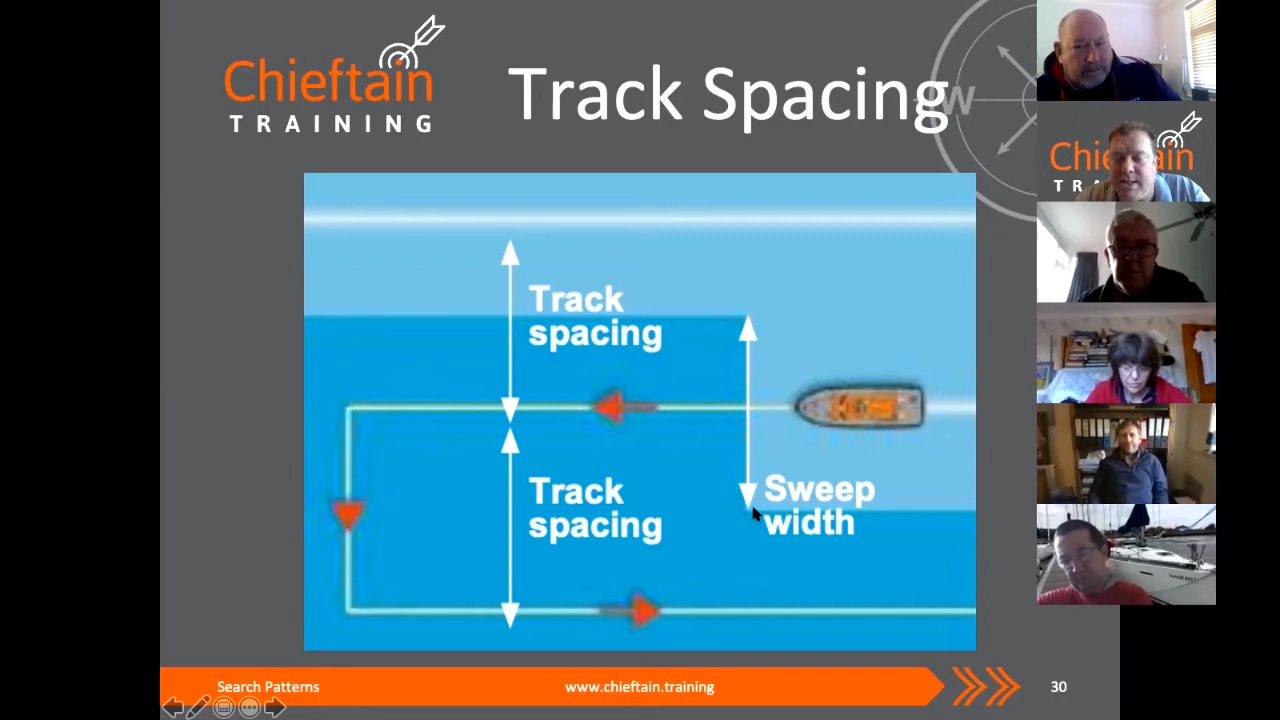 Chieftain
TRAINING
Track Spacing
W
Track
spacing
Track
spacing
Sweep
width
Search Patterns
www.chieftain.training
30